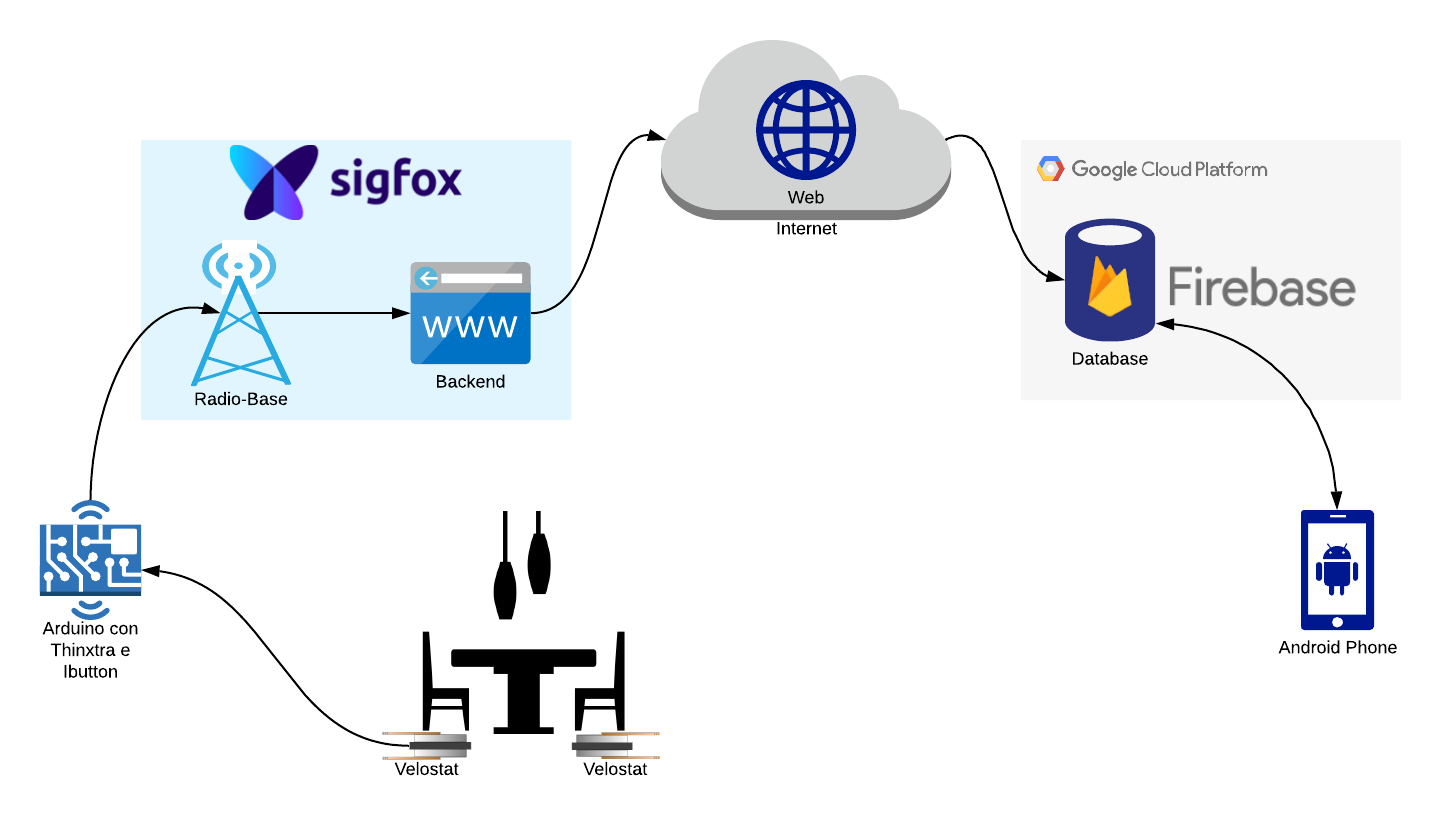 sigfox
Radio-Base
WWW
Backend
Web
Internet
Google Cloud Platform
Firebase
Database
Arduino con
Thinxtra e
Ibutton
Velostat
Velostat
Android Phone